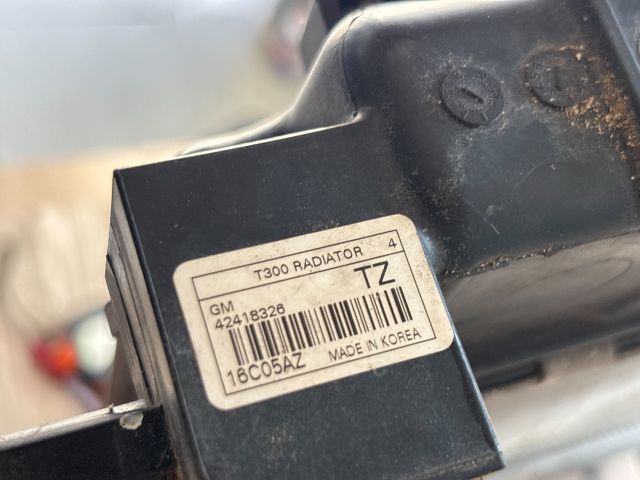 T300 RADIATOR 4
GM TZ
42418326
16C05AZ MADE IN KOREA